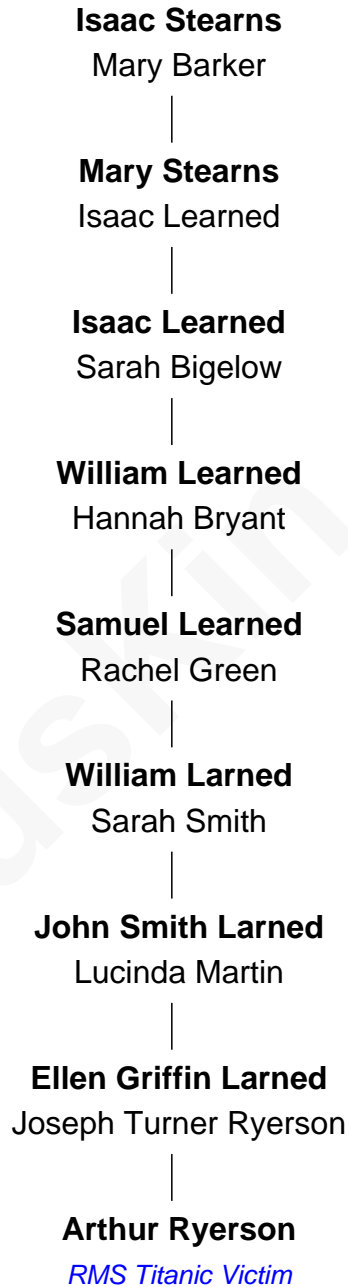 Isaac Stearns
Mary Barker
Mary Stearns
Isaac Learned
Isaac Learned
Sarah Bigelow
William Learned
Hannah Bryant
Samuel Learned
Rachel Green
William Larned
Sarah Smith
John Smith Larned
Lucinda Martin
Ellen Griffin Larned
Joseph Turner Ryerson
Arthur Ryerson
RMS Titanic Victim